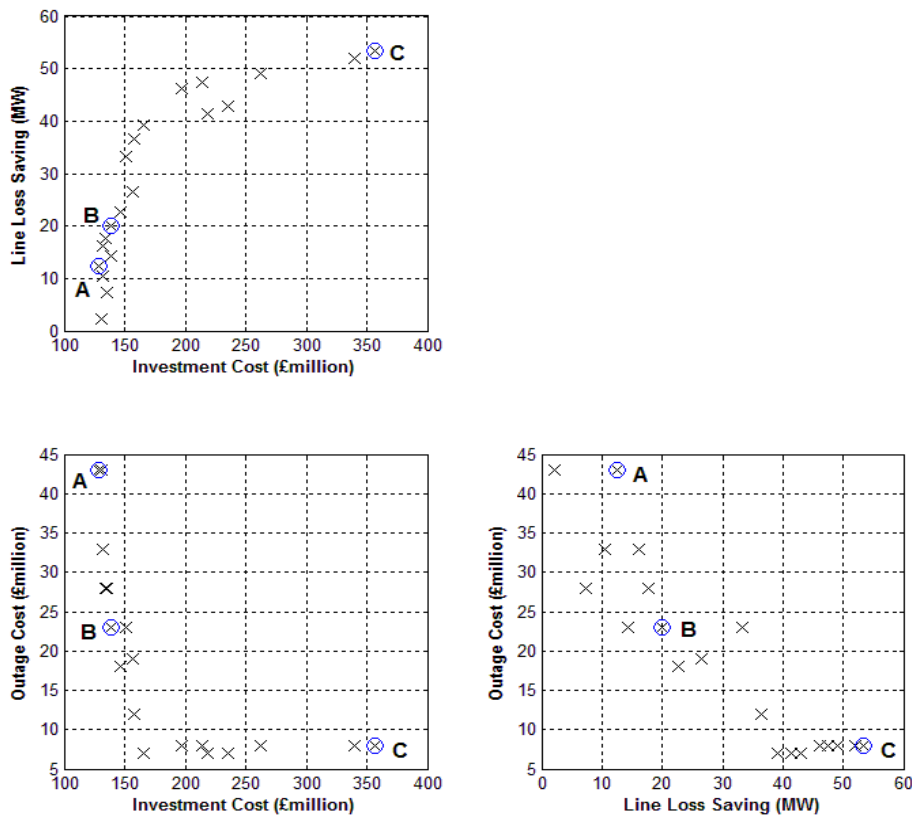 60
50
40
30
20
10
0
Line Loss Saving (MW)
A
B
C
100 150 200 250 300 350 400
Investment Cost (£million)
45
40
35
30
25
20
15
10
5
Outage Cost (£million)
A
B
C
100 150 200 250 300 350 400
Investment Cost (£million)
45
40
35
30
25
20
15
10
5
Outage Cost (£million)
A
B
C
0 10 20 30 40 50 60
Line Loss Saving (MW)